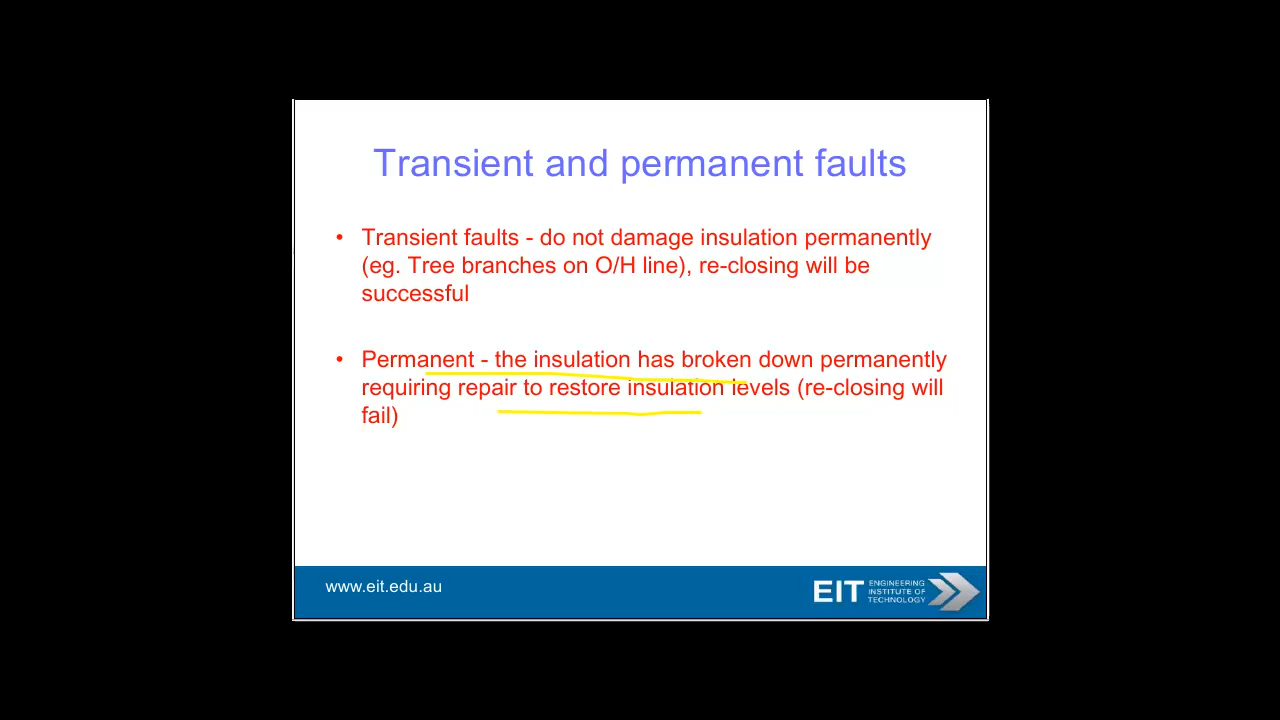 Transient and permanent faults
• Transient faults - do not damage insulation permanently
(eg. Tree branches on O/H line), re-closing will be
successful
• Permanent - the insulation has broken down permanently
requiring repair to restore insulation levels (re-closing will
fail)
www.eit.edu.au
EIT
ENGINEERING
INSTITUTE OF
TECHNOLOGY